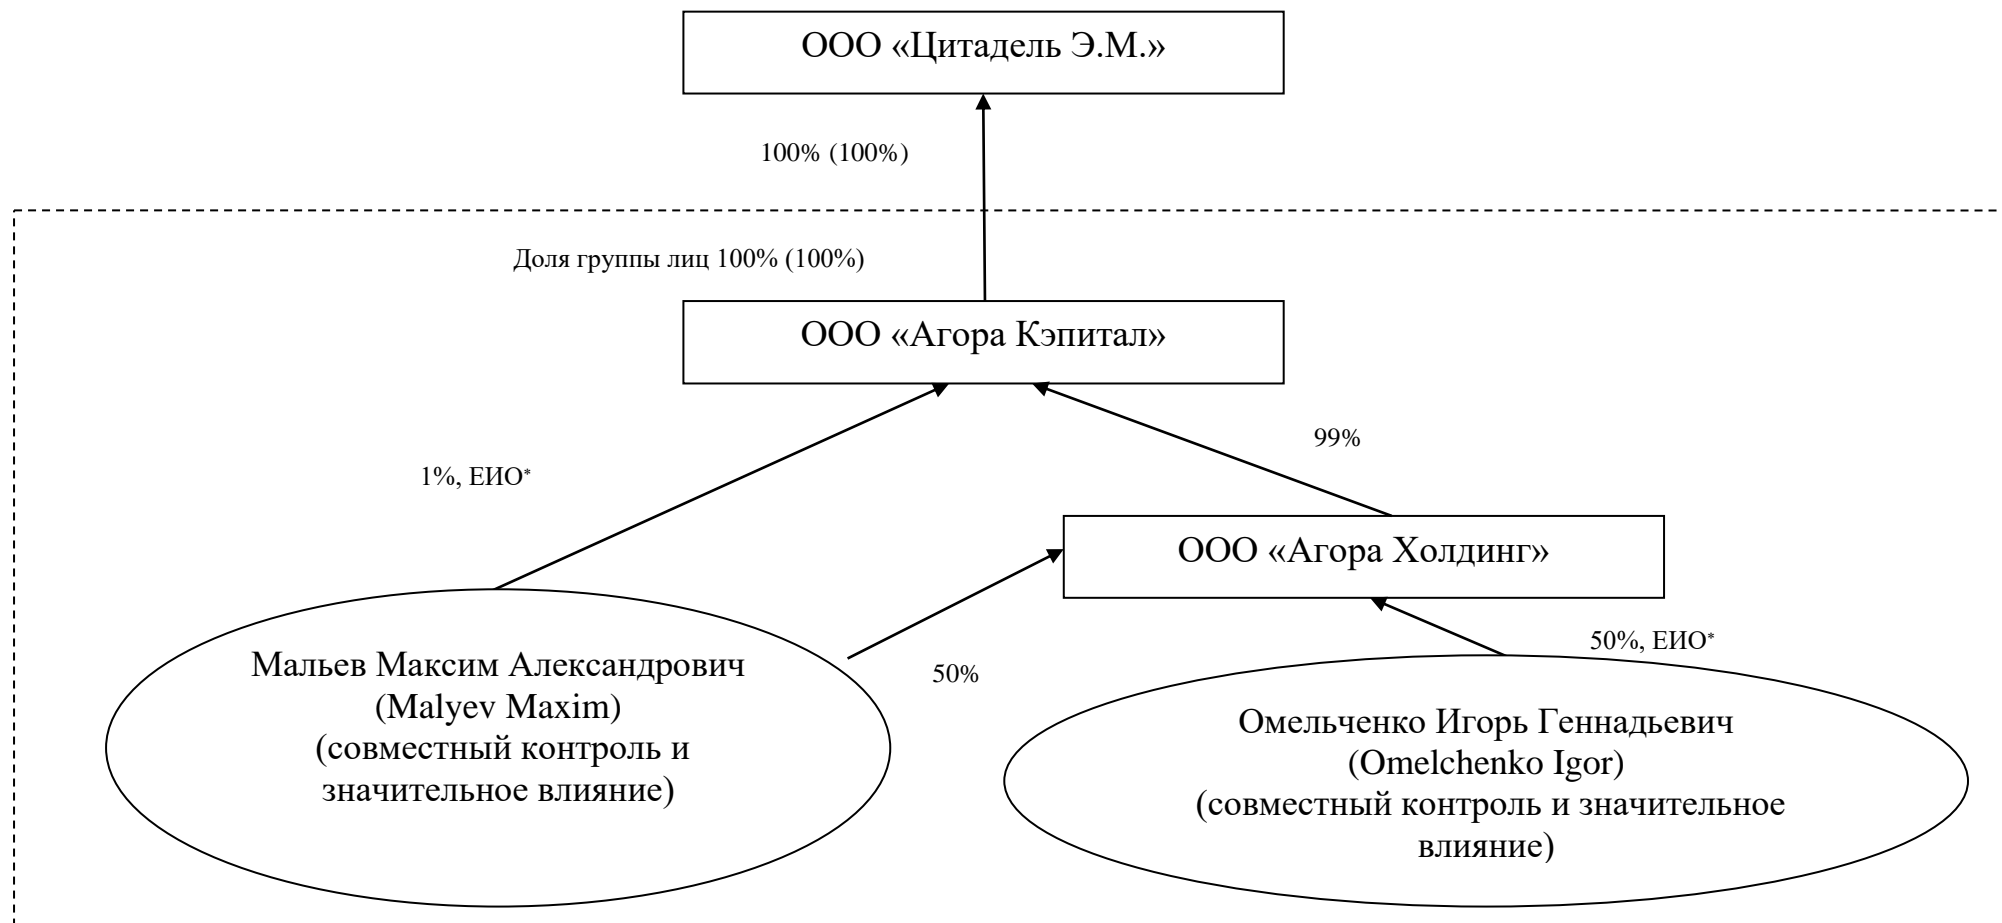 ООО «Цитадель Э.М.»
100% (100%)
Доля группы лиц 100% (100%)
ООО «Агора Кэпитал»
99%
1%, ЕИО*
ООО «Агора Холдинг»
50%, ЕИО*
50%
Мальев Максим Александрович
(Malyev Maxim)
(совместный контроль и
значительное влияние)
Омельченко Игорь Геннадьевич
(Omelchenko Igor)
(совместный контроль и значительное
влияние)